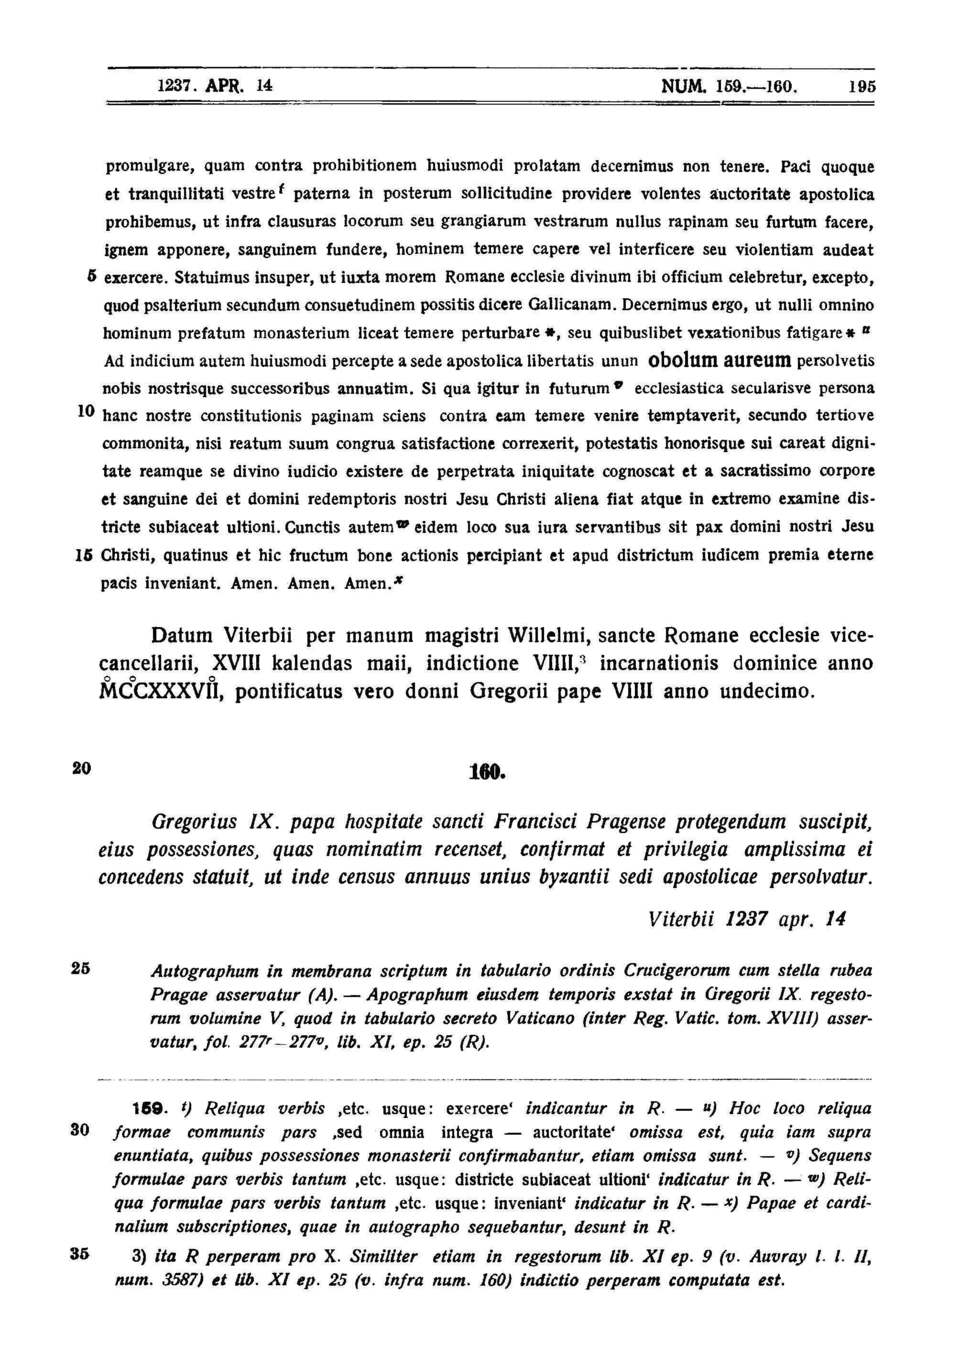 1237. APR. 14 NUM. 159.—160. 195
promulgare, quam contra prohibitionem huiusmodi prolatam decernimus non tenere. Paci quoque
et tranquillitati vestre f paterna in posterum sollicitudine providere volentes auctoritate apostolica
prohibemus, ut infra clausuras locorum seu grangiarum vestrarum nullus rapinam seu furtum facere,
ignem apponere, sanguinem fundere, hominem temere capere vel interficere seu violentiam audeat
5 exercere. Statuimus insuper, ut iuxta morem Romane ecclesie divinum ibi officium celebretur, excepto,
quod psalterium secundum consuetudinem possitis dicere Gallicanam. Decernimus ergo, ut nulli omnino
hominum prefatum monasterium liceat temere perturbare *, seu quibuslibet vexationibus fatigare * u
Ad indicium autem huiusmodi percepte a sede apostolica libertatis unun obolum aureum persolvetis
nobis nostrisque successoribus annuatim. Si qua igitur in futurum v ecclesiastica secularisve persona
10 hanc nostre constitutionis paginam sciens contra eam temere venire temptaverit, secundo tertiove
commonita, nisi reatum suum congrua satisfactione correxerit, potestatis honorisque sui careat digni-
tate reamque se divino iudicio existere de perpetrata iniquitate cognoscat et a sacratissimo corpore
et sanguine dei et domini redemptoris nostri Jesu Christi aliena fiat atque in extremo examine dis-
tricte subiaceat ultioni. Cunctis autem w eidem loco sua iura servantibus sit pax domini nostri Jesu
15 Christi, quatinus et hic fructum bone actionis percipiant et apud districtum iudicem premia eterne
pacis inveniant. Amen. Amen. Amen. x
Datum Viterbii per manum magistri Willelmi, sancte Romane ecclesie vice-
cancellarii, XVIII kalendas maii, indictione VIIII,³ incarnationis dominice anno
M̊CC̊XXXVII̊, pontificatus vero donni Gregorii pape VIIII anno undecimo.
20 160.
Gregorius IX. papa hospitate sancti Francisci Pragense protegendum suscipit,
eius possessiones, quas nominatim recenset, confirmat et privilegia amplissima ei
concedens statuit, ut inde census annuus unius byzantii sedi apostolicae persolvatur.
Viterbii 1237 apr. 14
25 Autographum in membrana scriptum in tabulario ordinis Crucigerorum cum stella rubea
Pragae asservatur (A). — Apographum eiusdem temporis exstat in Gregorii IX. regesto-
rum volumine V, quod in tabulario secreto Vaticano (inter Reg. Vatic. tom. XVIII) asser-
vatur, fol. 277r—277v, lib. XI, ep. 25 (R).
159. t) Reliqua verbis ‚etc. usque: exercere‘ indicantur in R. — u) Hoc loco reliqua
30 formae communis pars ‚sed omnia integra — auctoritate‘ omissa est, quia iam supra
enuntiata, quibus possessiones monasterii confirmabantur, etiam omissa sunt. — v) Sequens
formulae pars verbis tantum ‚etc. usque: districte subiaceat ultioni‘ indicatur in R. — w) Reli-
qua formulae pars verbis tantum ‚etc. usque: inveniant‘ indicatur in R. — x) Papae et cardi-
nalium subscriptiones, quae in autographo sequebantur, desunt in R.
35 3) ita R perperam pro X. Similiter etiam in regestorum lib. XI ep. 9 (v. Auvray l. l. II,
num. 3587) et lib. XI ep. 25 (v. infra num. 160) indictio perperam computata est.